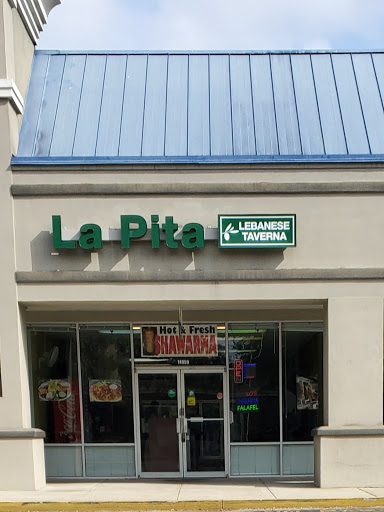 La Pita
LEBANESE
TAVERNA
Hot & Fresh
SHAWARMA
FALAFEL